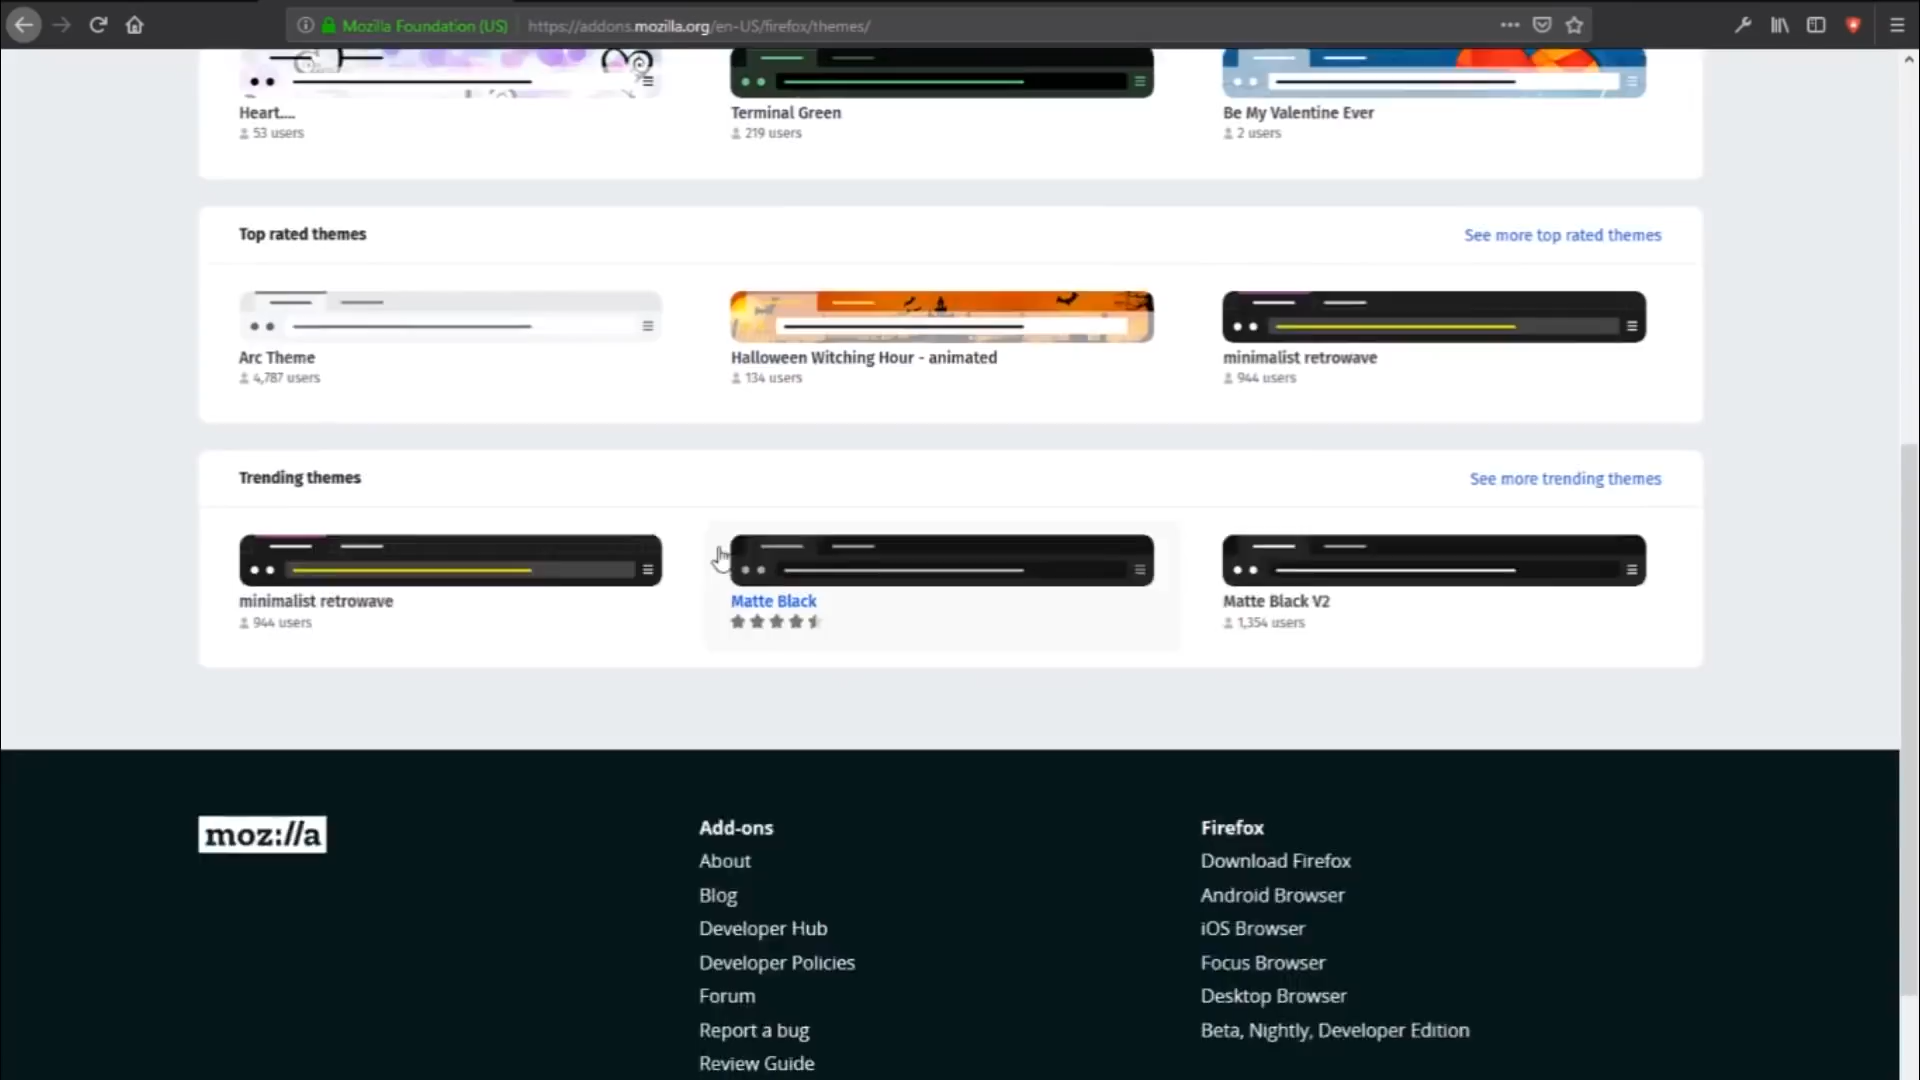 Mozilla Foundation (US) https://addons.mozilla.org/en-US/firefox/themes/
Heart.... Terminal Green Be My Valentine Ever
53 users 219 users 2 users
Top rated themes See more top rated themes
Arc Theme Halloween Witching Hour - animated minimalist retrowave
4,787 users 134 users 944 users
Trending themes See more trending themes
minimalist retrowave Matte Black Matte Black V2
944 users 1,354 users
moz://a
Add-ons
About
Blog
Developer Hub
Developer Policies
Forum
Report a bug
Review Guide
Firefox
Download Firefox
Android Browser
iOS Browser
Focus Browser
Desktop Browser
Beta, Nightly, Developer Edition